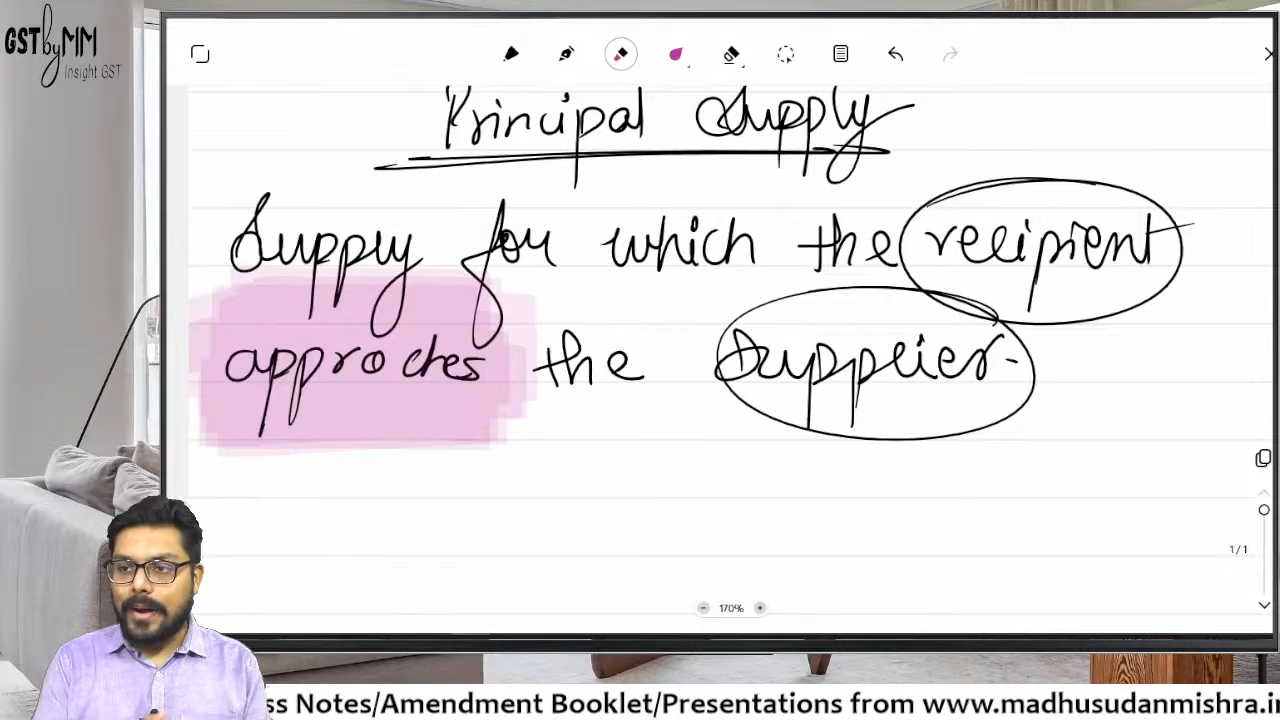 GSTbyMM
Insight GST
Principal Supply
Supply for which the recipient
approches the Supplier.
1/1
170%
ss Notes/Amendment Booklet/Presentations from www.madhusudanmishra.i